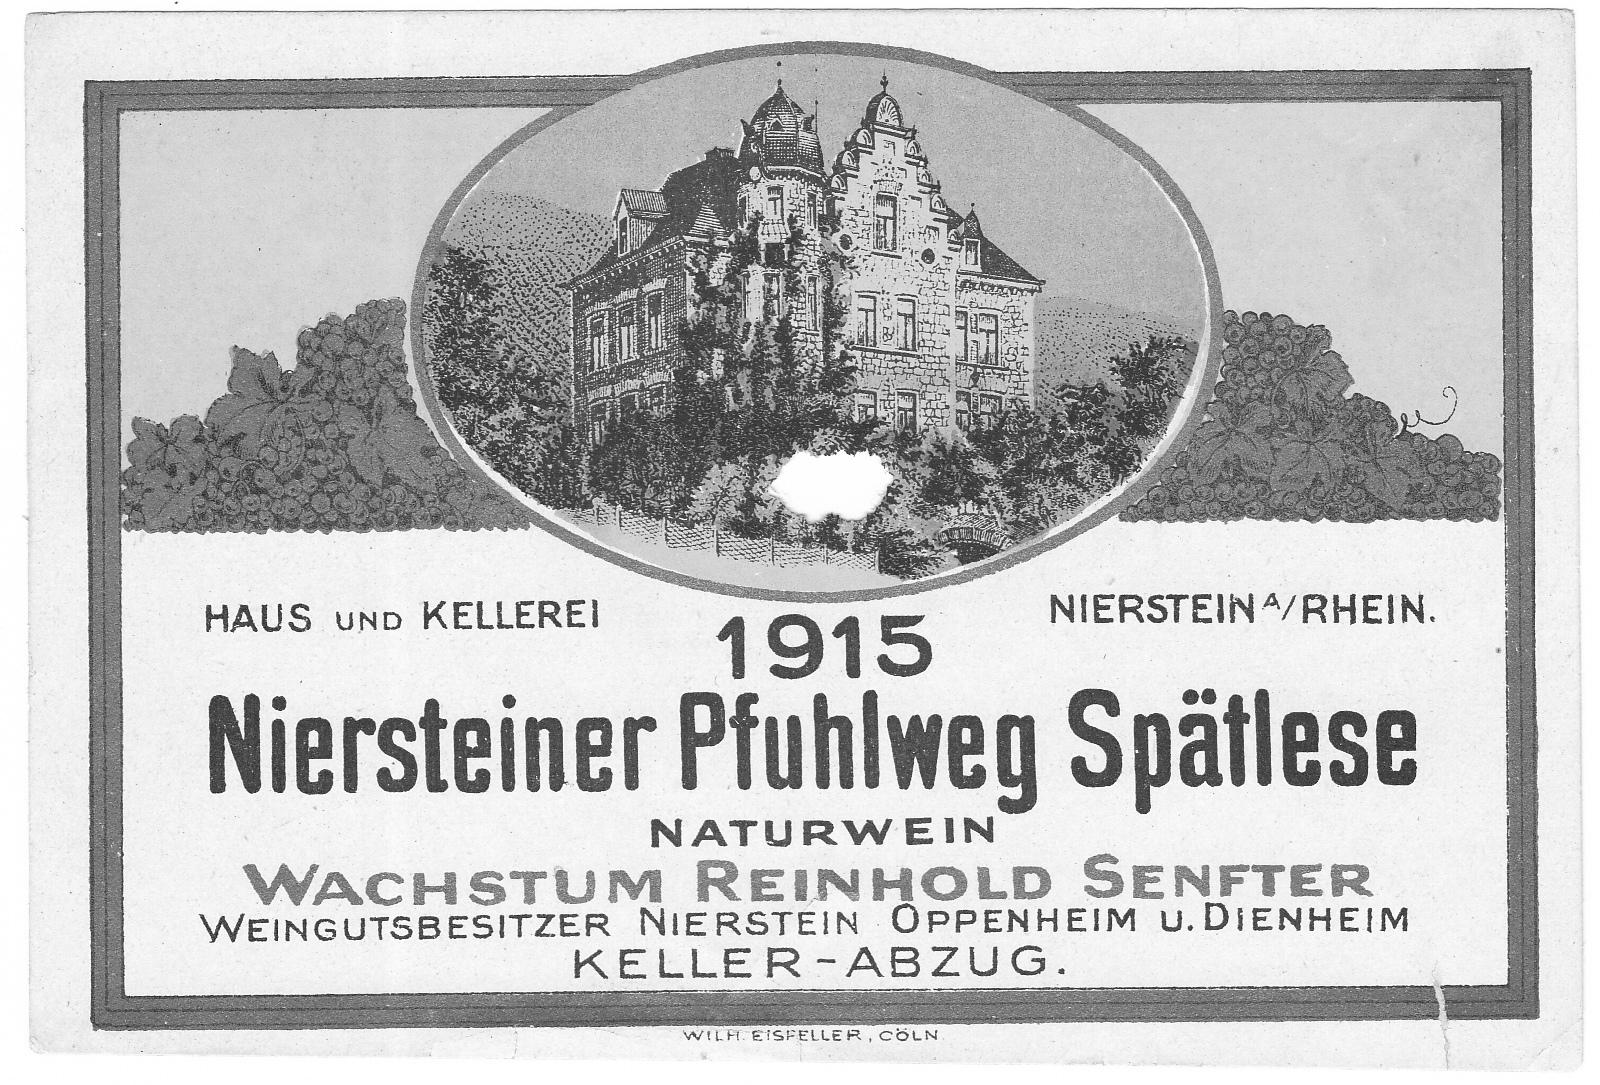 HAUS UND KELLEREI
NIERSTEIN A/RHEIN.
1915
Niersteiner Pfuhlweg Spätlese
NATURWEIN
WACHSTUM REINHOLD SENFTER
WEINGUTSBESITZER NIERSTEIN OPPENHEIM U. DIENHEIM
KELLER-ABZUG.
WILH. EISFELLER, CÖLN